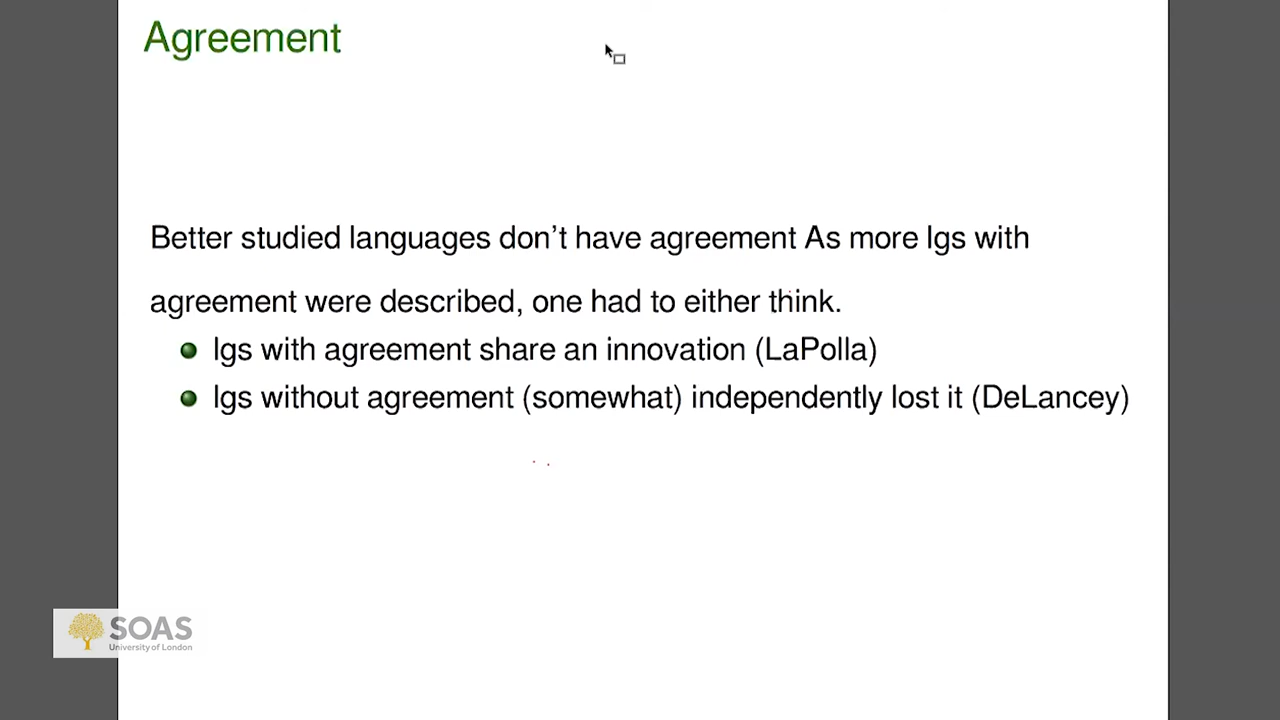 Agreement
Better studied languages don't have agreement As more lgs with
agreement were described, one had to either think.
lgs with agreement share an innovation (LaPolla)
lgs without agreement (somewhat) independently lost it (DeLancey)
SOAS
University of London